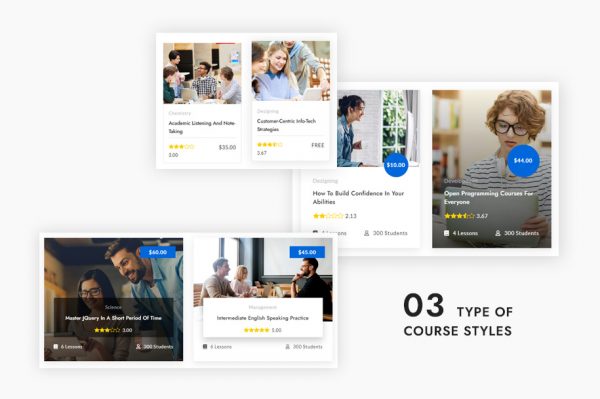 Chemistry
Academic Listening And Note-
Taking
3.00
$35.00
Designing
Customer-Centric Info-Tech
Strategies
3.67
FREE
$10.00
Designing
How To Build Confidence In Your
Abilities
2.13
Lessons
300 Students
$44.00
Open Programming Courses For
Everyone
3.67
4 Lessons
300 Students
$60.00
Science
Master jQuery In A Short Period Of Time
3.00
6 Lessons
300 Students
$45.00
Management
Intermediate English Speaking Practice
5.00
6 Lessons
300 Students
03 TYPE OF
COURSE STYLES